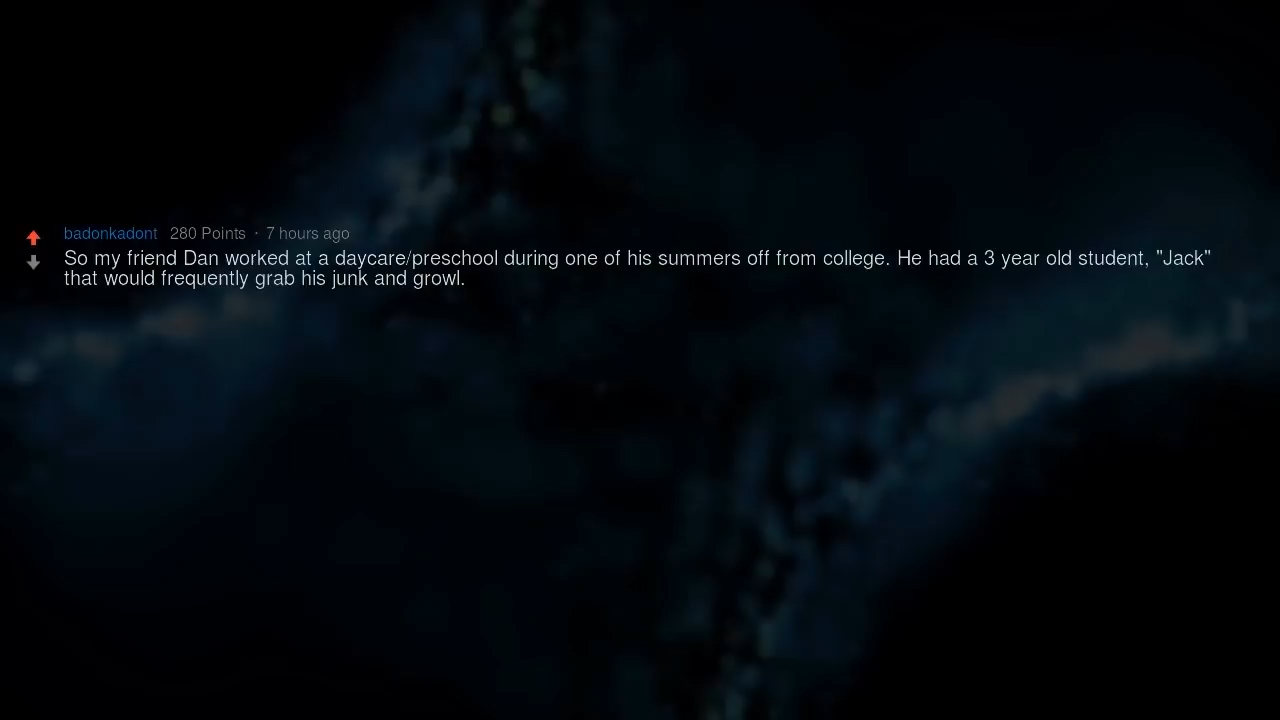 badonkadont 280 Points · 7 hours ago
So my friend Dan worked at a daycare/preschool during one of his summers off from college. He had a 3 year old student, "Jack"
that would frequently grab his junk and growl.